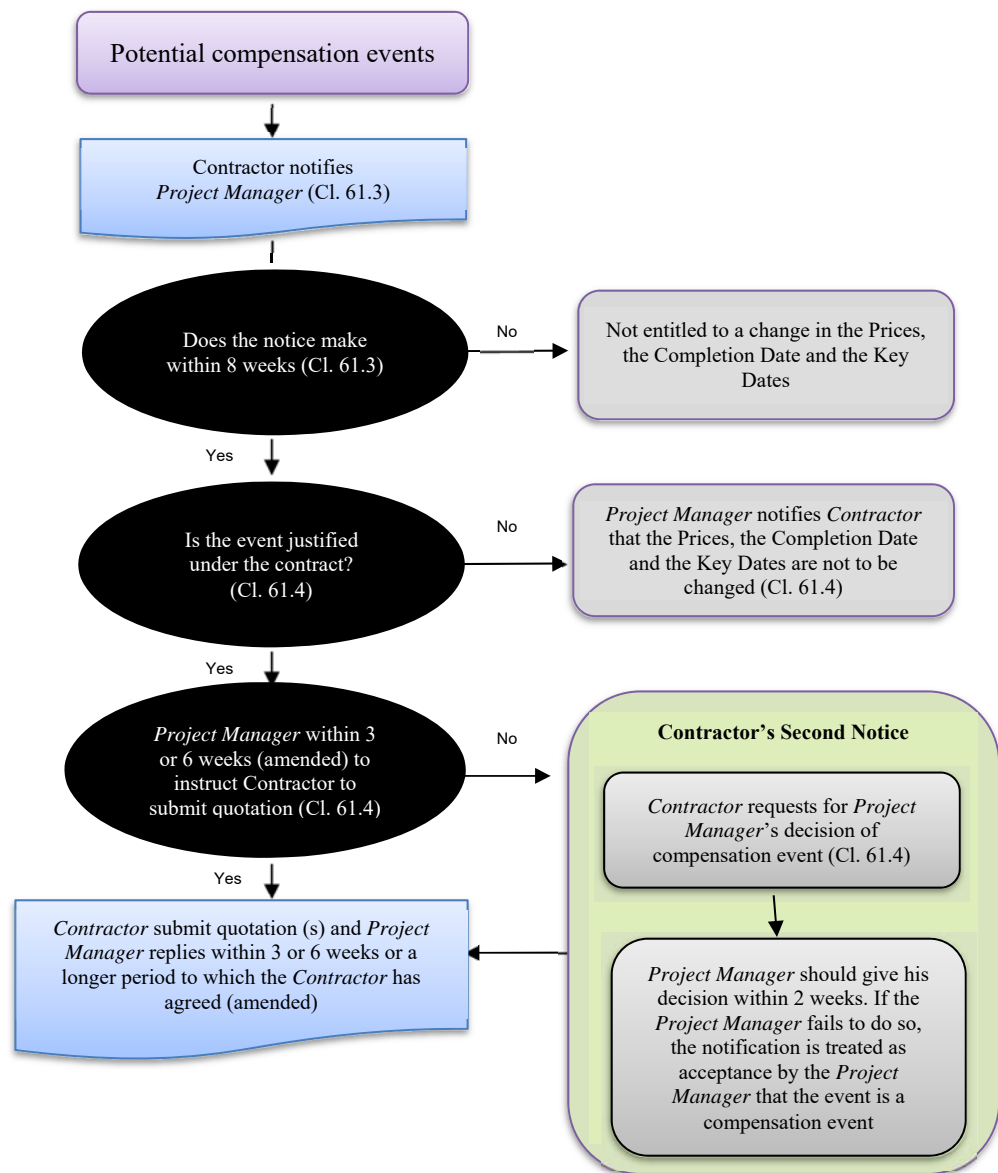 Potential compensation events
Contractor notifies
Project Manager (Cl. 61.3)
Does the notice make
within 8 weeks (Cl. 61.3)
No
Not entitled to a change in the Prices,
the Completion Date and the Key
Dates
Yes
Is the event justified
under the contract?
(Cl. 61.4)
No
Project Manager notifies Contractor
that the Prices, the Completion Date
and the Key Dates are not to be
changed (Cl. 61.4)
Yes
Project Manager within 3
or 6 weeks (amended) to
instruct Contractor to
submit quotation (Cl. 61.4)
No
Contractor's Second Notice
Contractor requests for Project
Manager's decision of
compensation event (Cl. 61.4)
Yes
Contractor submit quotation (s) and Project
Manager replies within 3 or 6 weeks or a
longer period to which the Contractor has
agreed (amended)
Project Manager should give his
decision within 2 weeks. If the
Project Manager fails to do so,
the notification is treated as
acceptance by the Project
Manager that the event is a
compensation event